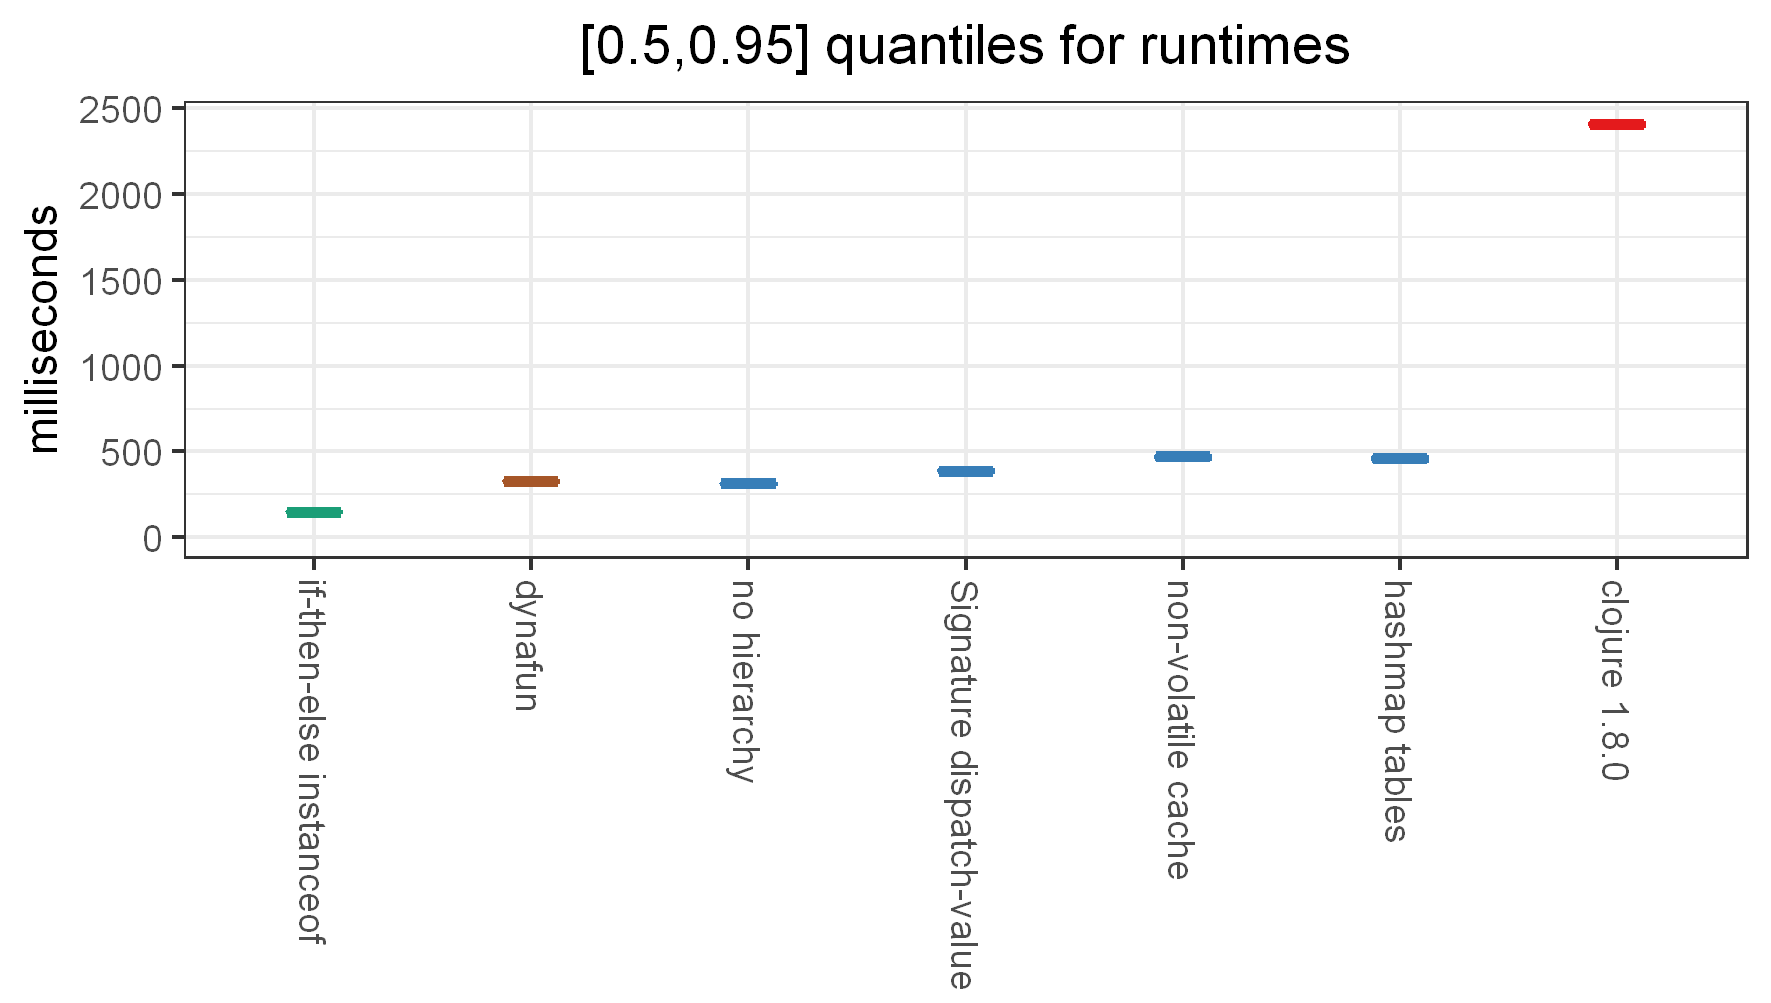 [0.5,0.95] quantiles for runtimes
milliseconds
2500
2000
1500
1000
500
0
if-then-else instanceof
dynafun
no hierarchy
Signature dispatch-value
non-volatile cache
hashmap tables
clojure 1.8.0